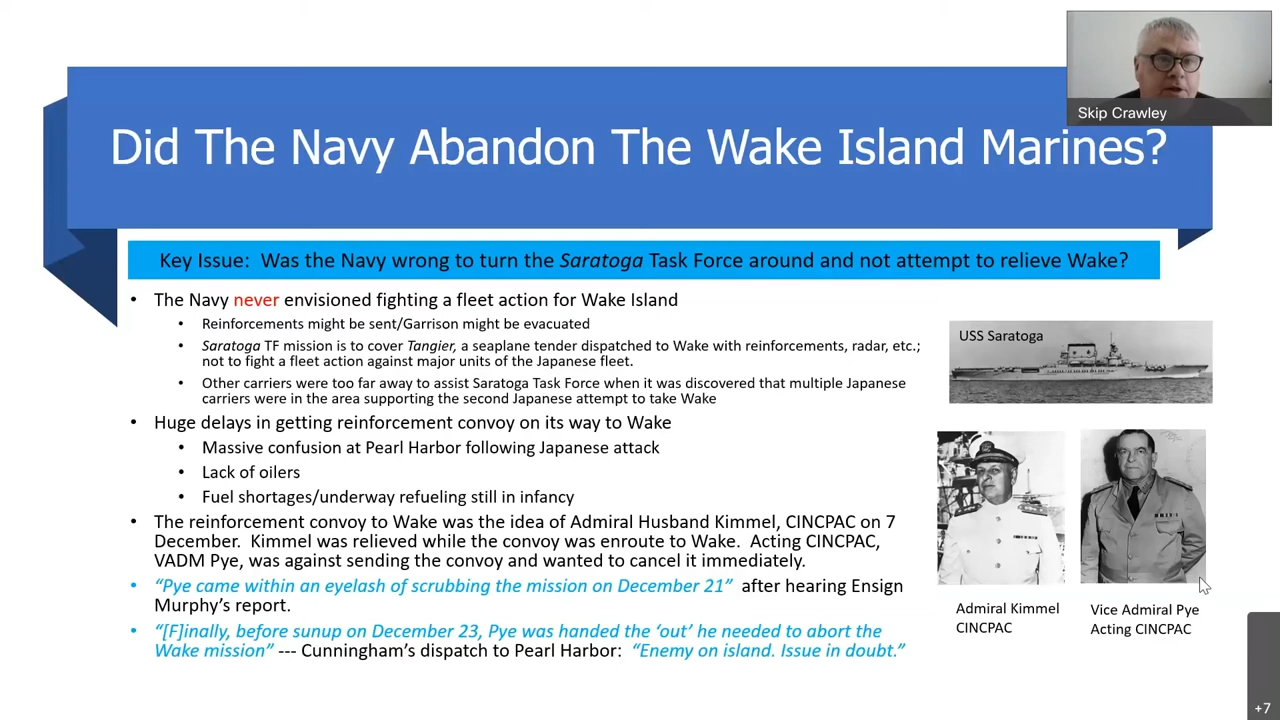 Skip Crawley
Did The Navy Abandon The Wake Island Marines?
Key Issue: Was the Navy wrong to turn the Saratoga Task Force around and not attempt to relieve Wake?
• The Navy never envisioned fighting a fleet action for Wake Island
• Reinforcements might be sent/Garrison might be evacuated
• Saratoga TF mission is to cover Tangier, a seaplane tender dispatched to Wake with reinforcements, radar, etc.;
not to fight a fleet action against major units of the Japanese fleet.
• Other carriers were too far away to assist Saratoga Task Force when it was discovered that multiple Japanese
carriers were in the area supporting the second Japanese attempt to take Wake
• Huge delays in getting reinforcement convoy on its way to Wake
• Massive confusion at Pearl Harbor following Japanese attack
• Lack of oilers
• Fuel shortages/underway refueling still in infancy
• The reinforcement convoy to Wake was the idea of Admiral Husband Kimmel, CINCPAC on 7
December. Kimmel was relieved while the convoy was enroute to Wake. Acting CINCPAC,
VADM Pye, was against sending the convoy and wanted to cancel it immediately.
• “Pye came within an eyelash of scrubbing the mission on December 21” after hearing Ensign
Murphy’s report.
• “[F]inally, before sunup on December 23, Pye was handed the ‘out’ he needed to abort the
Wake mission” --- Cunningham’s dispatch to Pearl Harbor: “Enemy on island. Issue in doubt.”
USS Saratoga
Admiral Kimmel
CINCPAC
Vice Admiral Pye
Acting CINCPAC
+7